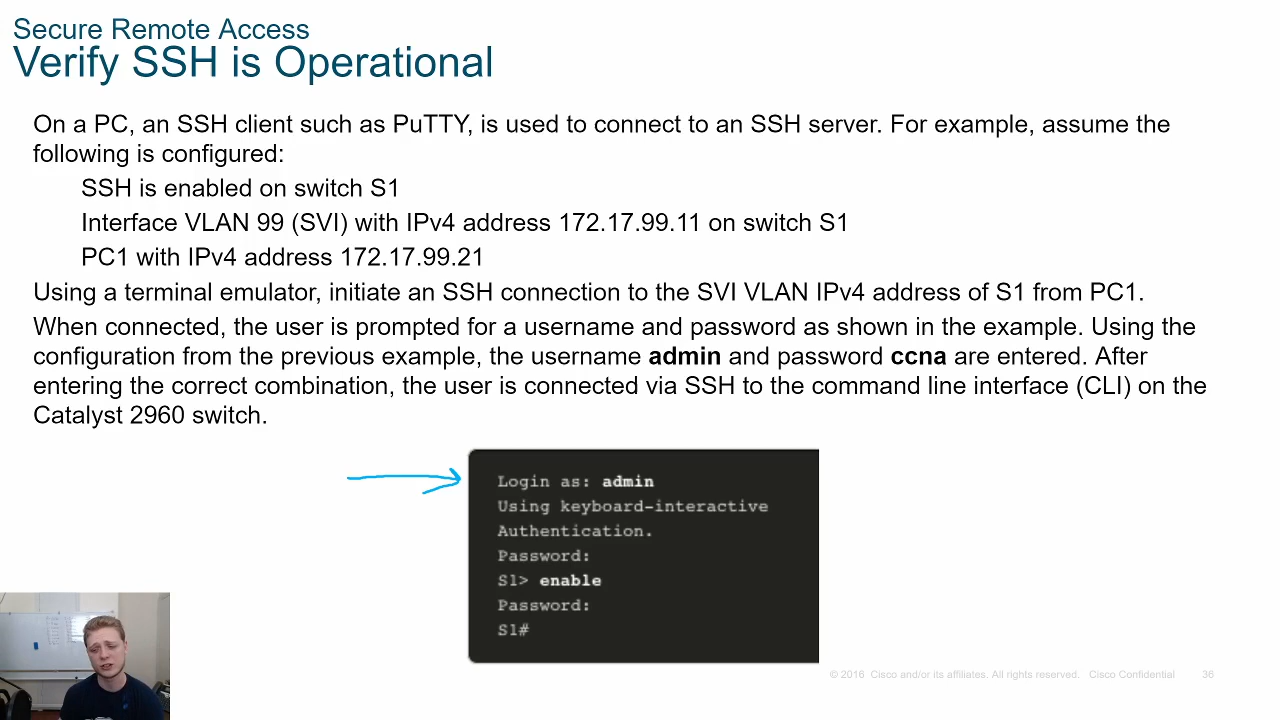 Secure Remote Access
Verify SSH is Operational
On a PC, an SSH client such as PuTTY, is used to connect to an SSH server. For example, assume the
following is configured:
SSH is enabled on switch S1
Interface VLAN 99 (SVI) with IPv4 address 172.17.99.11 on switch S1
PC1 with IPv4 address 172.17.99.21
Using a terminal emulator, initiate an SSH connection to the SVI VLAN IPv4 address of S1 from PC1.
When connected, the user is prompted for a username and password as shown in the example. Using the
configuration from the previous example, the username admin and password ccna are entered. After
entering the correct combination, the user is connected via SSH to the command line interface (CLI) on the
Catalyst 2960 switch.
Login as: admin
Using keyboard-interactive
Authentication.
Password:
S1> enable
Password:
S1#
© 2016 Cisco and/or its affiliates. All rights reserved. Cisco Confidential 36